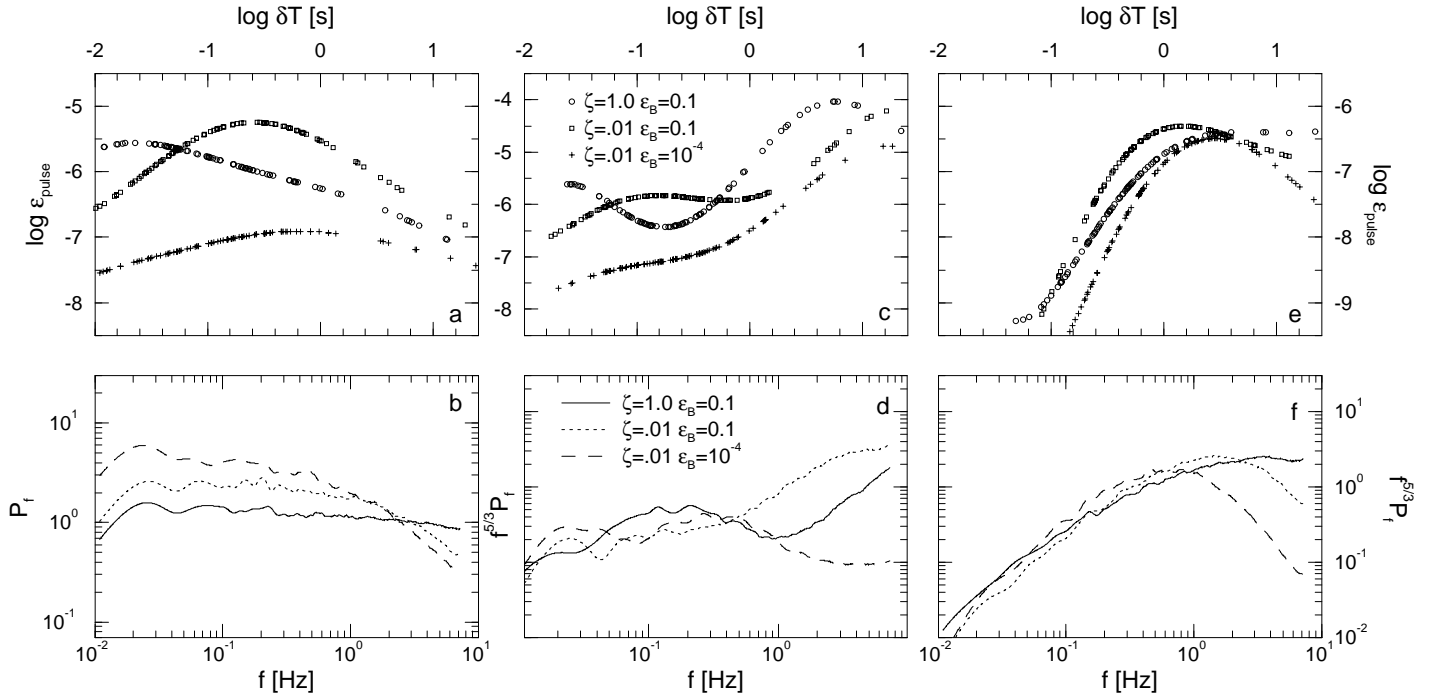 log δT [s] log δT [s] log δT [s]
-2 -1 0 1 -2 -1 0 1 -2 -1 0 1
log ε_pulse
-5
-6
-7
-8
a
-4
-5
-6
-7
-8
ζ=1.0 ε_B=0.1
ζ=.01 ε_B=0.1
ζ=.01 ε_B=10^-4
c
-6
-7
-8
-9
log ε_pulse
e
P_f
10^1
10^0
10^-1
b
f^5/3P_f
ζ=1.0 ε_B=0.1
ζ=.01 ε_B=0.1
ζ=.01 ε_B=10^-4
d
f
10^1
10^0
10^-1
10^-2
f^5/3P_f
10^-2 10^-1 10^0 10^1 10^-2 10^-1 10^0 10^-2 10^-1 10^0 10^1
f [Hz] f [Hz] f [Hz]